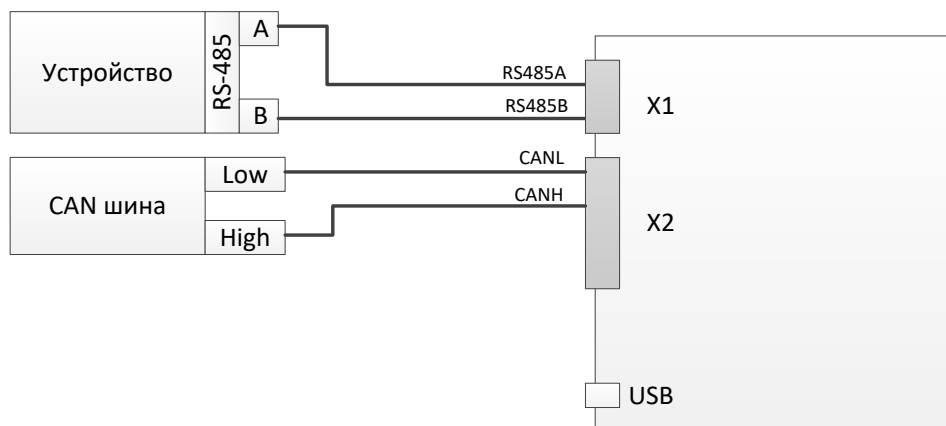 Устройство
RS-485
A
B
RS485A
RS485B
X1
CAN шина
Low
High
CANL
CANH
X2
USB